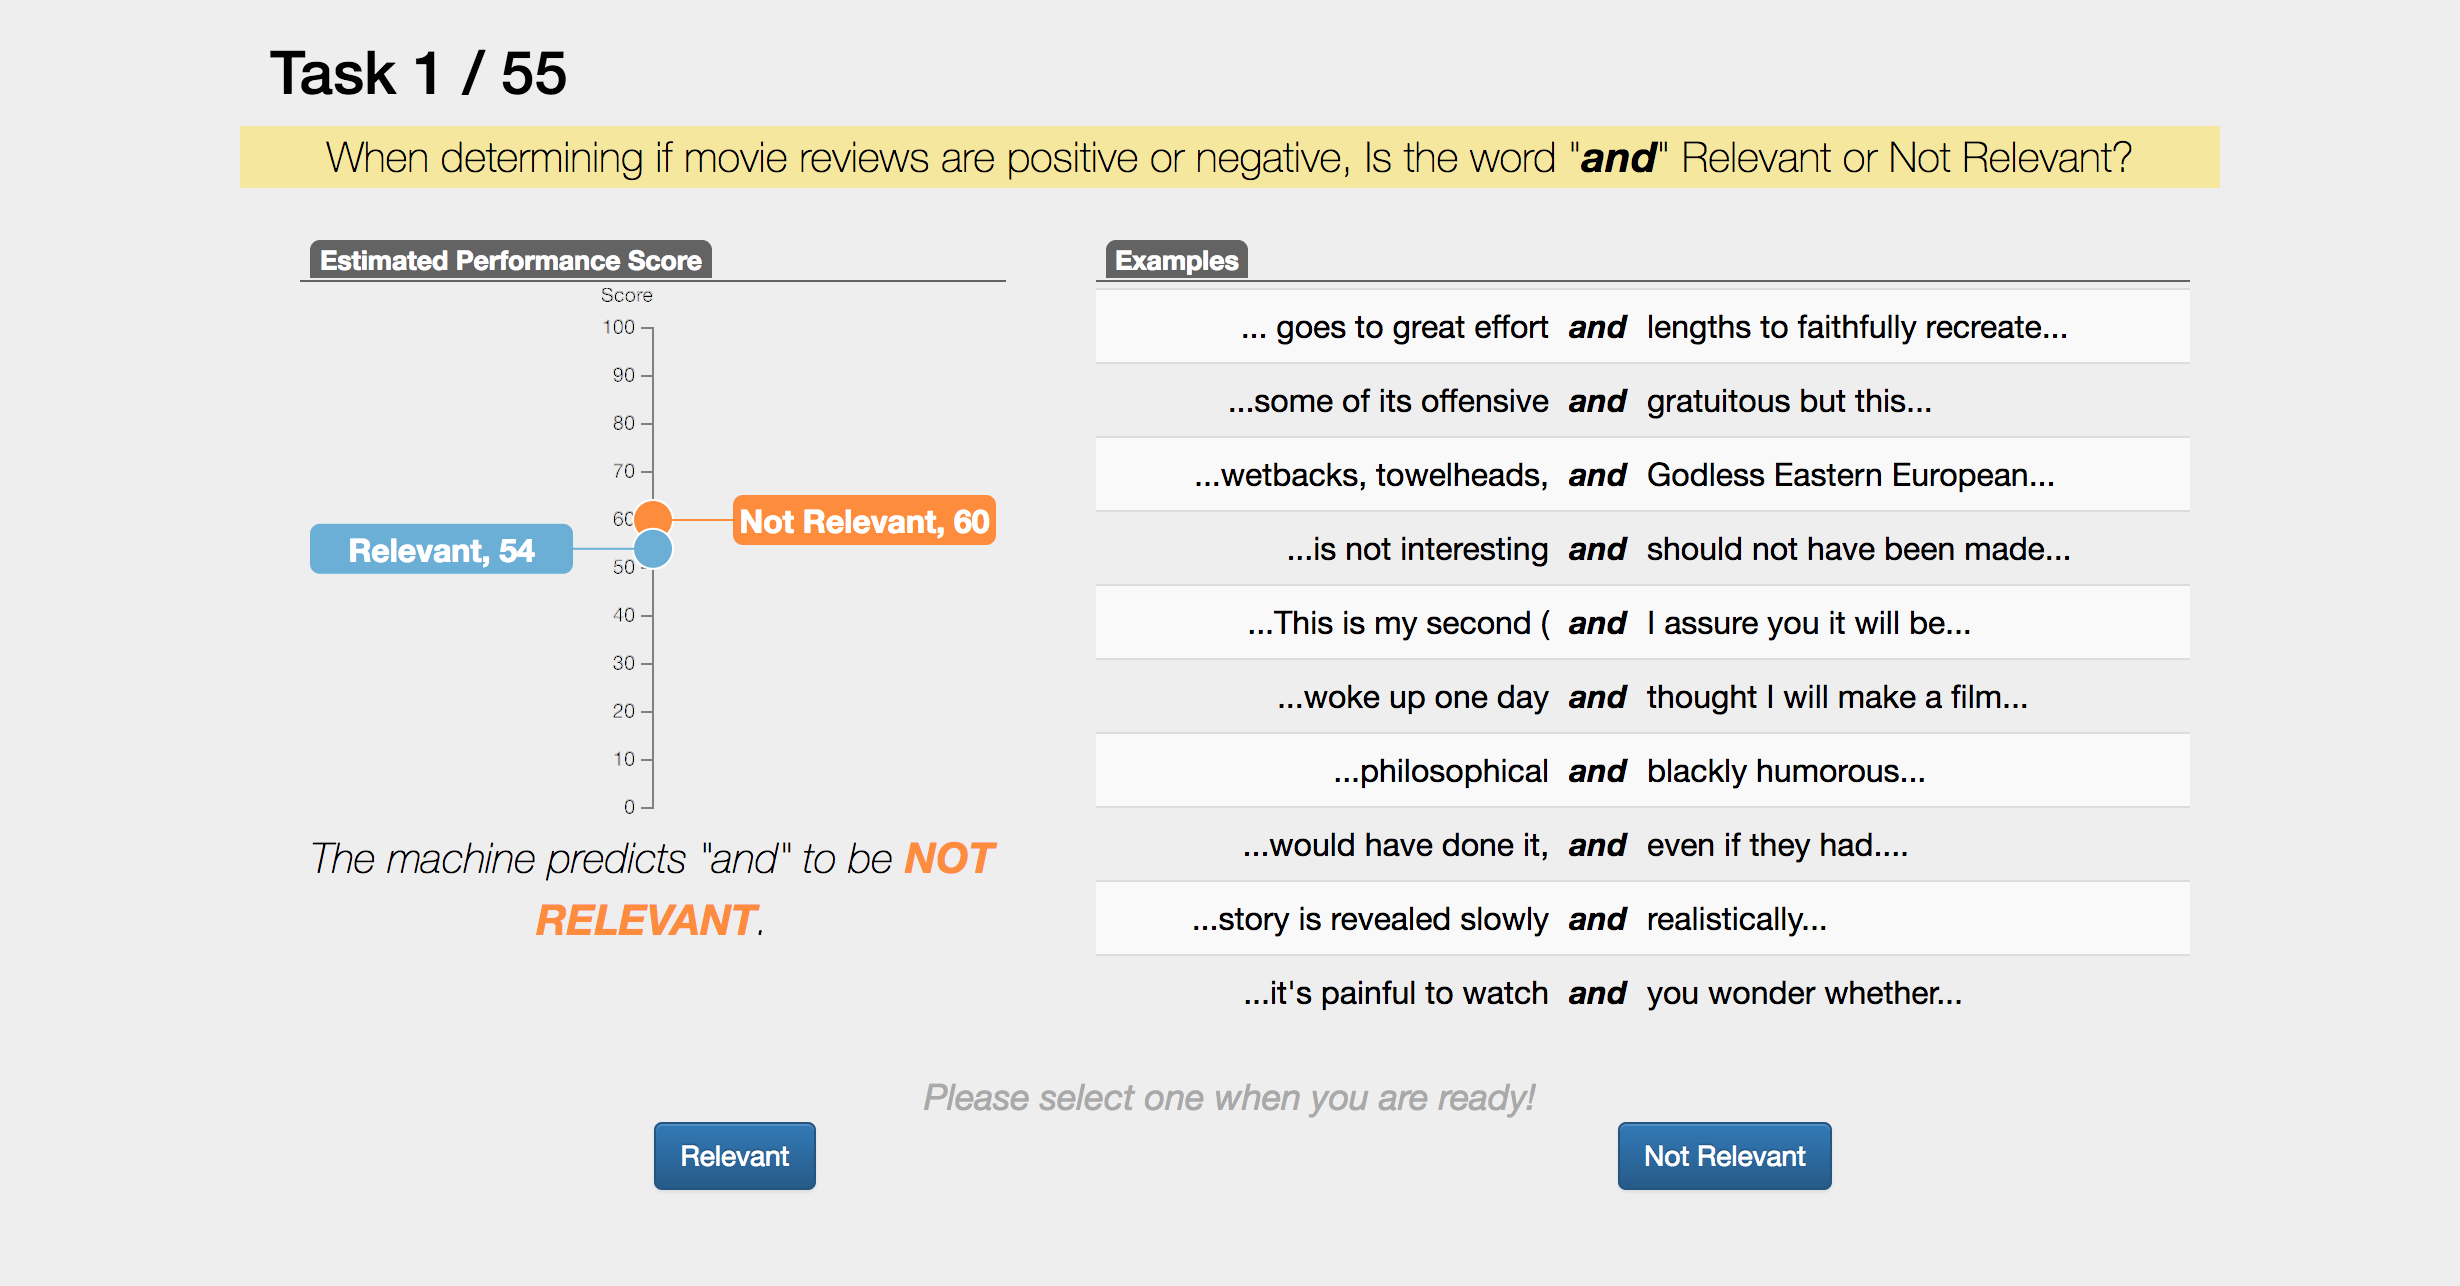 Task 1 / 55
When determining if movie reviews are positive or negative, Is the word "and" Relevant or Not Relevant?
Estimated Performance Score
Score
100
90
80
70
60
50
40
30
20
10
0
Not Relevant, 60
Relevant, 54
The machine predicts "and" to be NOT
RELEVANT.
Examples
... goes to great effort and lengths to faithfully recreate...
...some of its offensive and gratuitous but this...
...wetbacks, towelheads, and Godless Eastern European...
...is not interesting and should not have been made...
...This is my second ( and I assure you it will be...
...woke up one day and thought I will make a film...
...philosophical and blackly humorous...
...would have done it, and even if they had....
...story is revealed slowly and realistically...
...it's painful to watch and you wonder whether...
Please select one when you are ready!
Relevant
Not Relevant